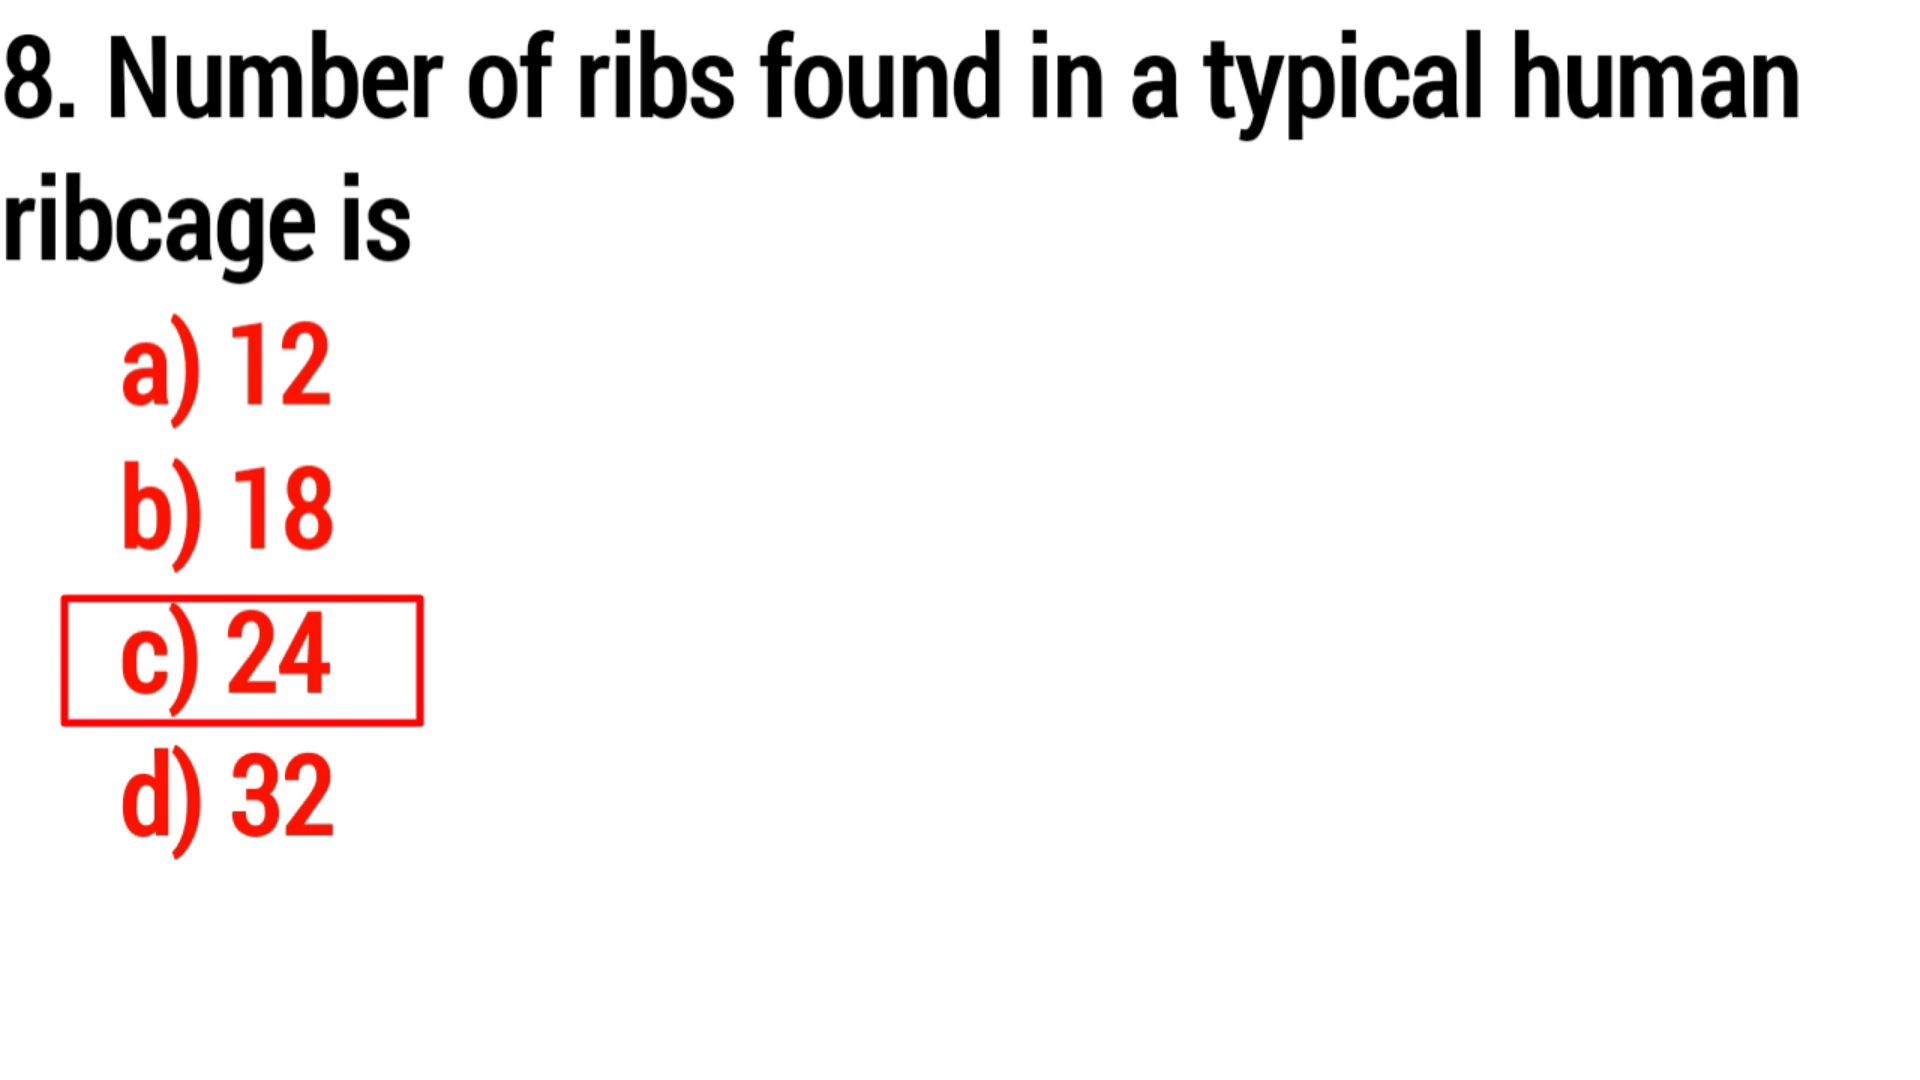 8. Number of ribs found in a typical human
ribcage is
a) 12
b) 18
c) 24
d) 32